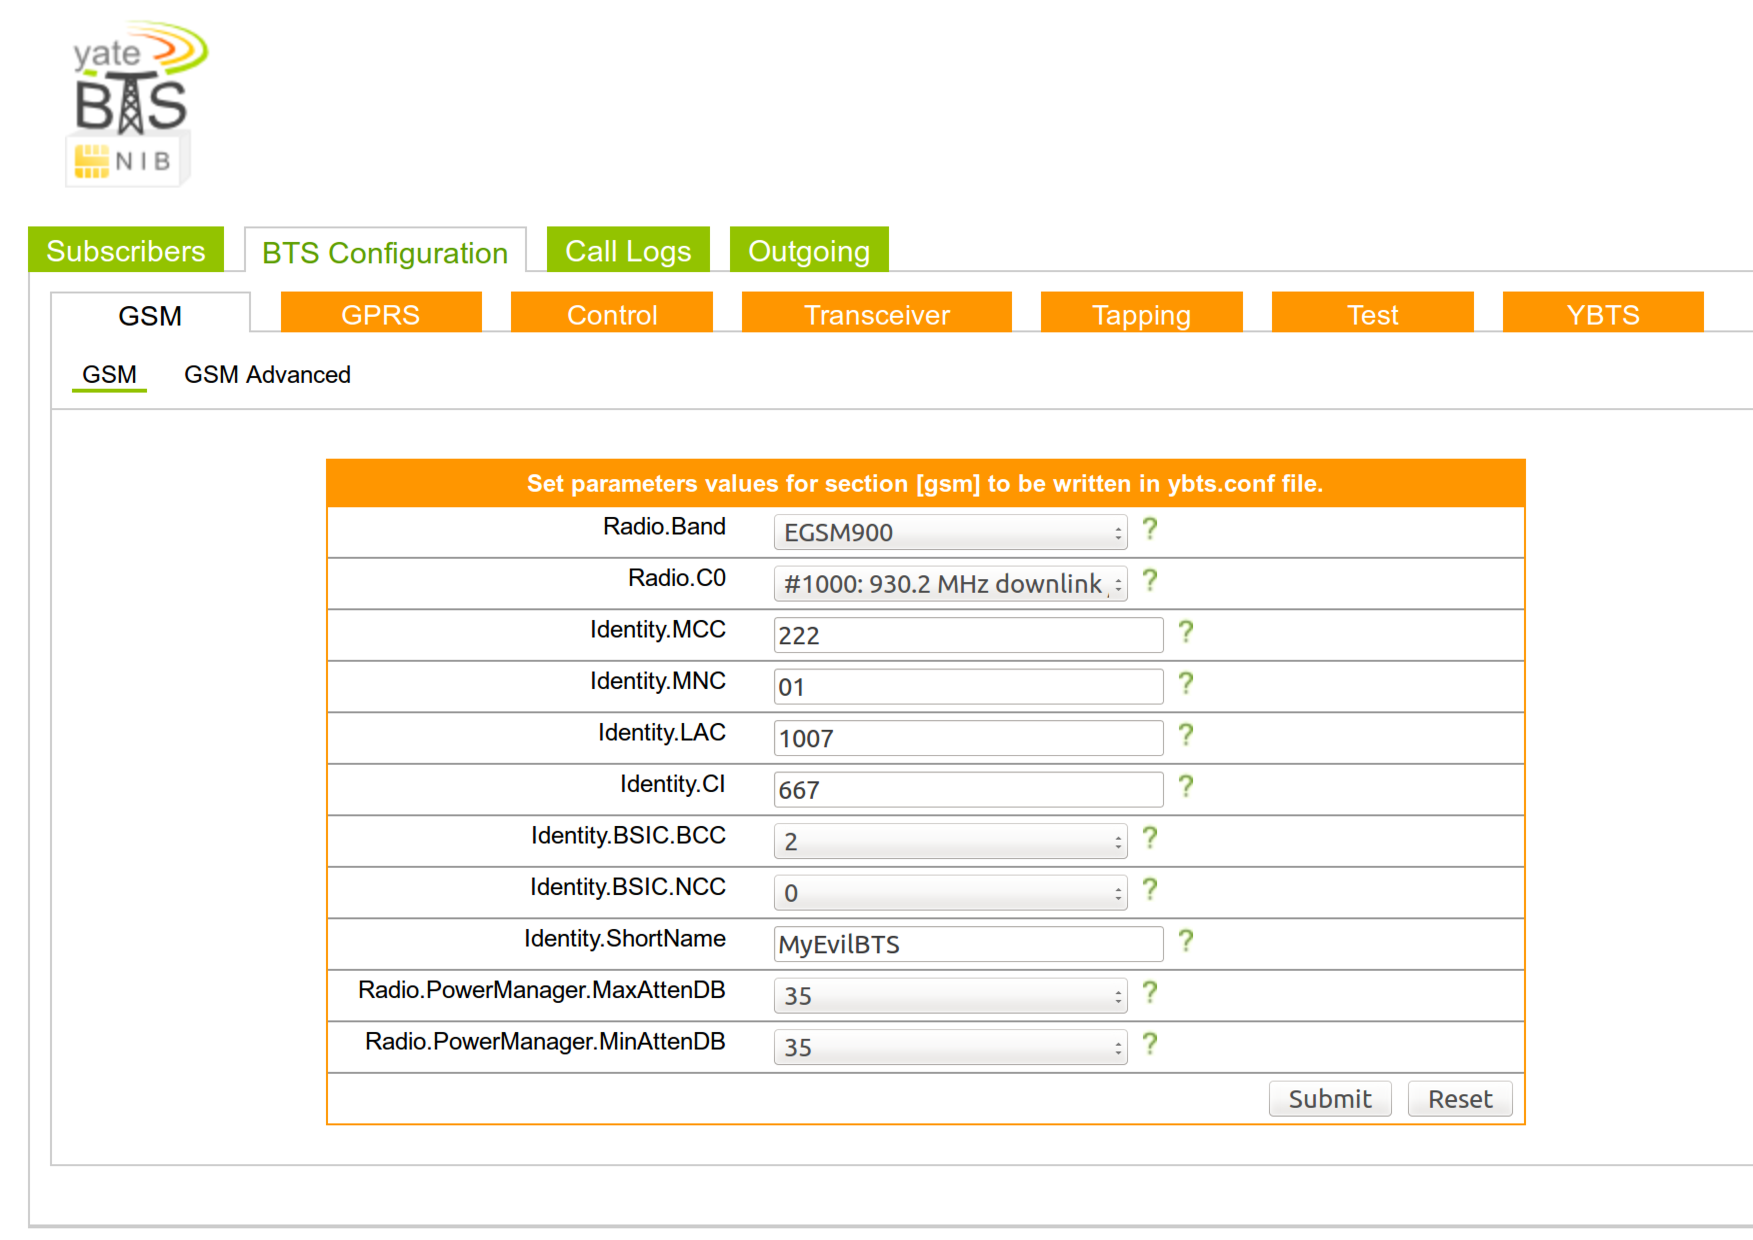 yate
BTS
NIB
Subscribers BTS Configuration Call Logs Outgoing
GSM GPRS Control Transceiver Tapping Test YBTS
GSM GSM Advanced
Set parameters values for section [gsm] to be written in ybts.conf file.
Radio.Band EGSM900 ?
Radio.C0 #1000: 930.2 MHz downlink ?
Identity.MCC 222 ?
Identity.MNC 01 ?
Identity.LAC 1007 ?
Identity.CI 667 ?
Identity.BSIC.BCC 2 ?
Identity.BSIC.NCC 0 ?
Identity.ShortName MyEvilBTS ?
Radio.PowerManager.MaxAttenDB 35 ?
Radio.PowerManager.MinAttenDB 35 ?
Submit Reset